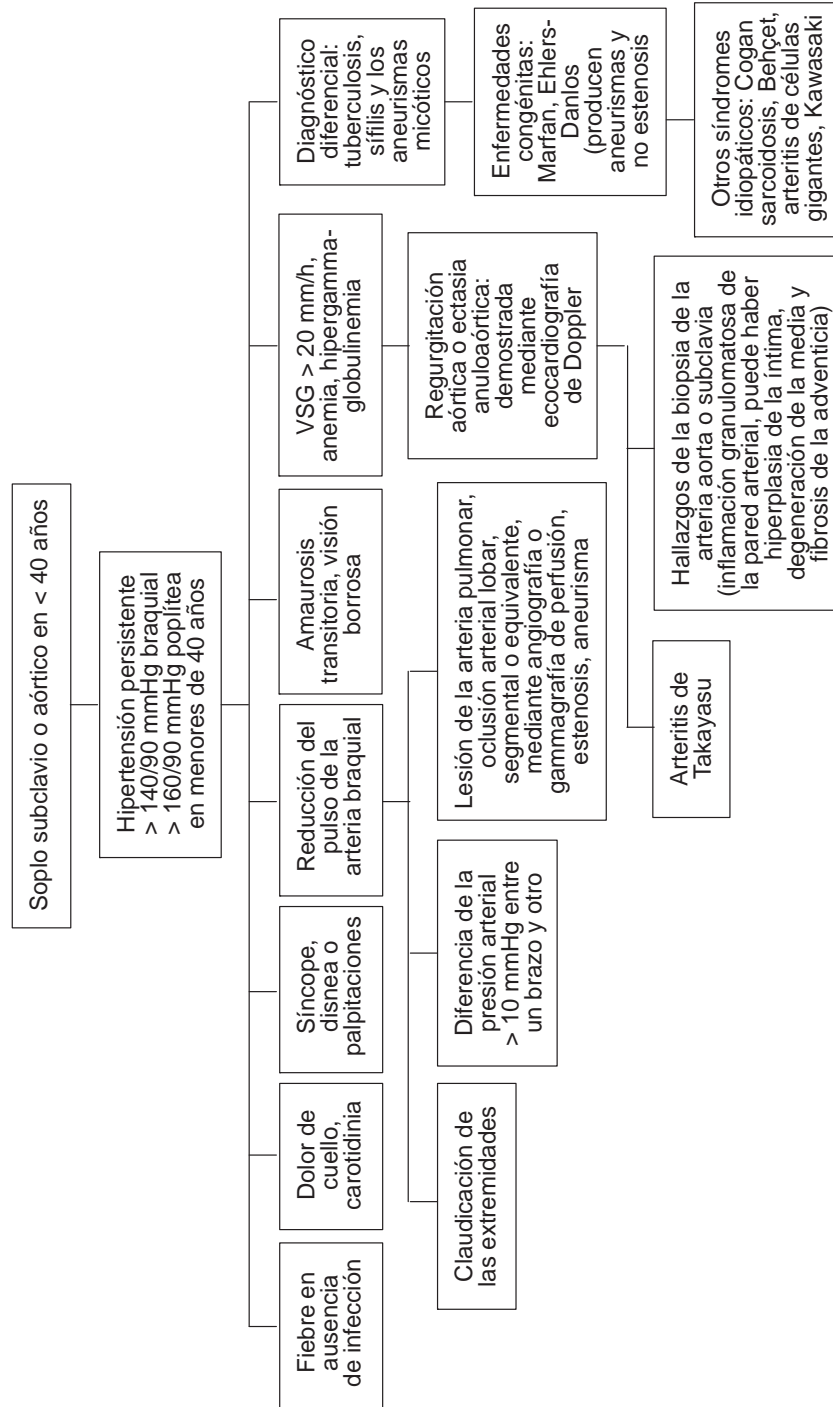 Soplo subclavio o aórtico en < 40 años
Hipertensión persistente
> 140/90 mmHg braquial
> 160/90 mmHg poplítea
en menores de 40 años
Fiebre en
ausencia
de infección
Dolor de
cuello,
carotidinia
Síncope,
disnea o
palpitaciones
Reducción del
pulso de la
arteria braquial
Amaurosis
transitoria, visión
borrosa
VSG > 20 mm/h,
anemia, hipergamma-
globulinemia
Diagnóstico
diferencial:
tuberculosis,
sífilis y los
aneurismas
micóticos
Claudicación de
las extremidades
Diferencia de la
presión arterial
> 10 mmHg entre
un brazo y otro
Lesión de la arteria pulmonar,
oclusión arterial lobar,
segmental o equivalente,
mediante angiografía o
gammagrafía de perfusión,
estenosis, aneurisma
Regurgitación
aórtica o ectasia
anuloaórtica:
demostrada
mediante
ecocardiografía
de Doppler
Enfermedades
congénitas:
Marfan, Ehlers-
Danlos
(producen
aneurismas y
no estenosis
Arteritis de
Takayasu
Hallazgos de la biopsia de la
arteria aorta o subclavia
(inflamación granulomatosa de
la pared arterial, puede haber
hiperplasia de la íntima,
degeneración de la media y
fibrosis de la adventicia)
Otros síndromes
idiopáticos: Cogan
sarcoidosis, Behçet,
arteritis de células
gigantes, Kawasaki